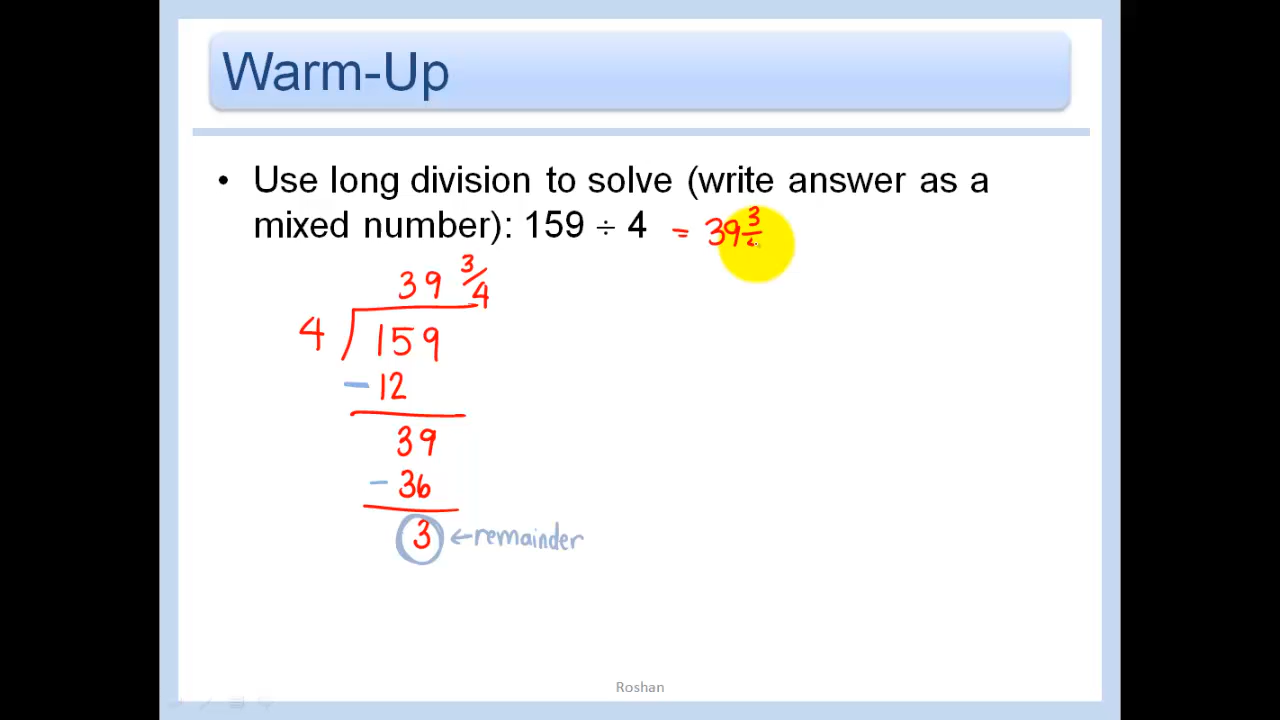 Warm-Up
• Use long division to solve (write answer as a
mixed number): 159 ÷ 4 = 39 3/
39 3/4
4 159
- 12
39
- 36
3 ← remainder
Roshan